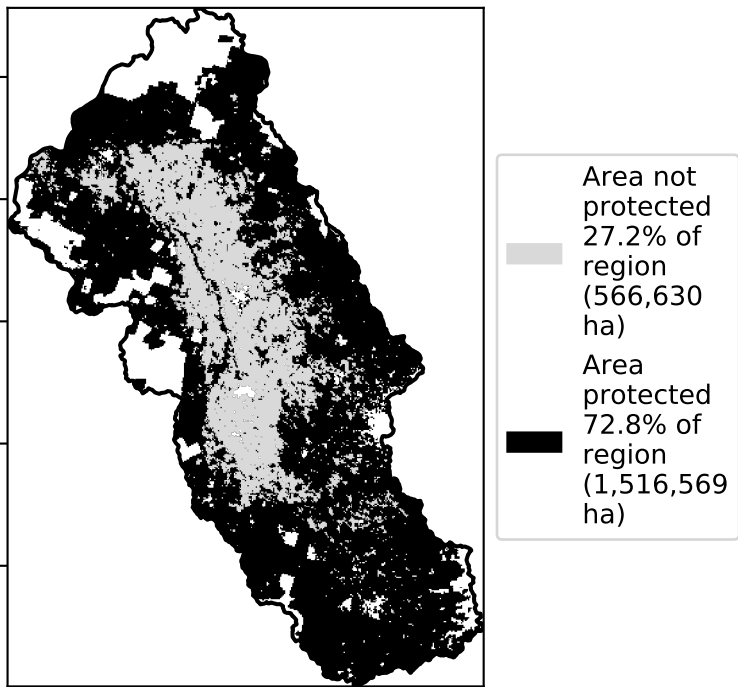 Area not
protected
27.2% of
region
(566,630
ha)
Area
protected
72.8% of
region
(1,516,569
ha)